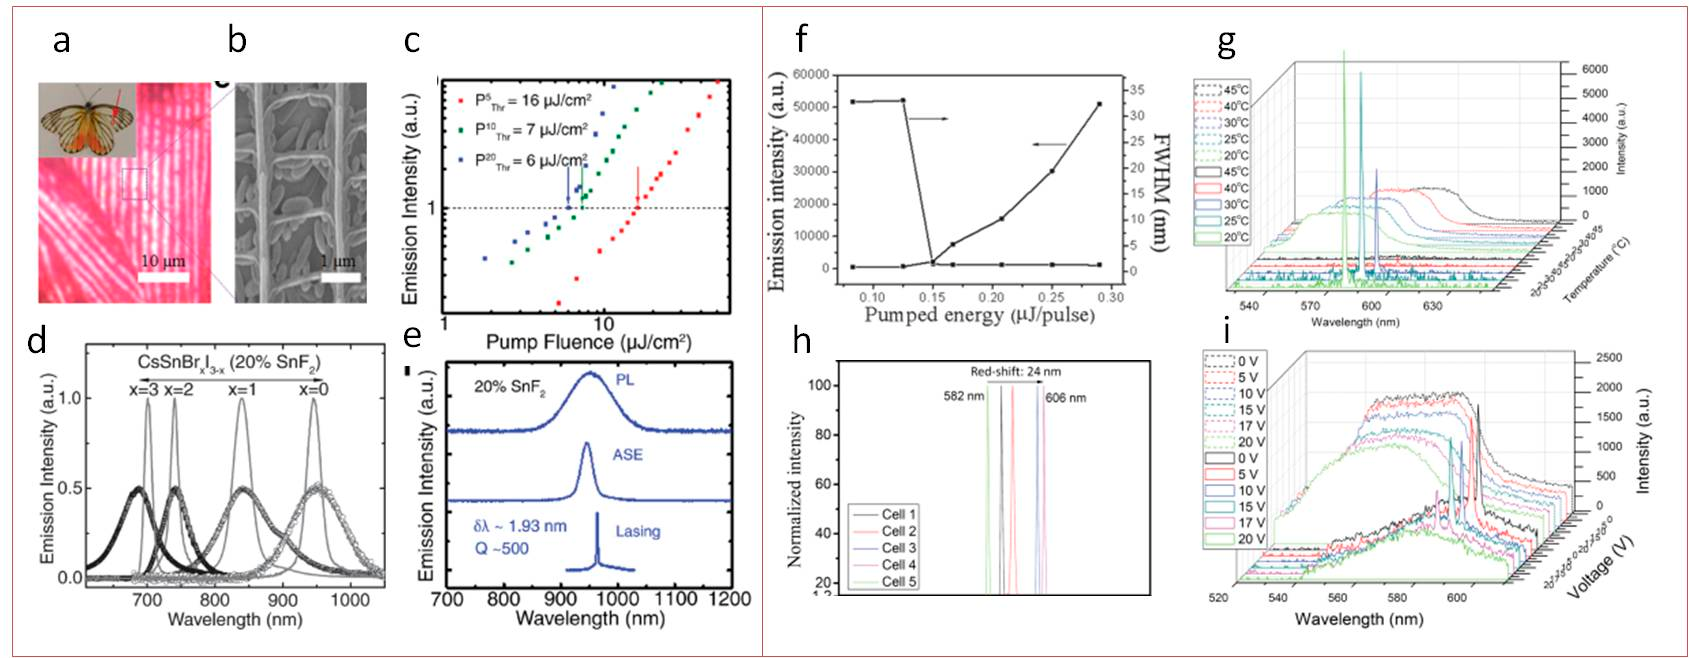 a
b
10 μm
1 μm
c
P⁵Thr = 16 μJ/cm²
P¹⁰Thr = 7 μJ/cm²
P²⁰Thr = 6 μJ/cm²
Emission Intensity (a.u.)
1
1
10
Pump Fluence (μJ/cm²)
d
CsSnBrxI3-x (20% SnF2)
x=3 x=2 x=1 x=0
Emission Intensity (a.u.)
1.0
0.5
0.0
700 800 900 1000
Wavelength (nm)
e
20% SnF2
PL
ASE
δλ ~ 1.93 nm
Q ~500
Lasing
Emission Intensity (a.u.)
700 800 900 1000 1100 1200
Wavelength (nm)
f
Emission intensity (a.u.)
60000
50000
40000
30000
20000
10000
0
35
30
25
20
15
10
5
0
FWHM (nm)
0.10 0.15 0.20 0.25 0.30
Pumped energy (μJ/pulse)
g
45°C
40°C
30°C
25°C
20°C
45°C
40°C
30°C
25°C
20°C
6000
5000
4000
3000
2000
1000
0
Intensity (a.u.)
Temperature (°C)
540 570 600 630
Wavelength (nm)
h
Red-shift: 24 nm
582 nm
606 nm
Normalized intensity
100
80
60
40
20
Cell 1
Cell 2
Cell 3
Cell 4
Cell 5
i
0 V
5 V
10 V
15 V
17 V
20 V
0 V
5 V
10 V
15 V
17 V
20 V
2500
2000
1500
1000
500
0
Intensity (a.u.)
Voltage (V)
520 540 560 580 600
Wavelength (nm)